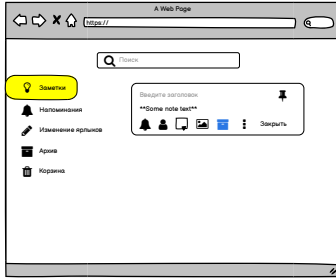 A Web Page
https://
Поиск
Заметки
Напоминания
Изменение ярлыков
Архив
Корзина
Введите заголовок
**Some note text**
Закрыть